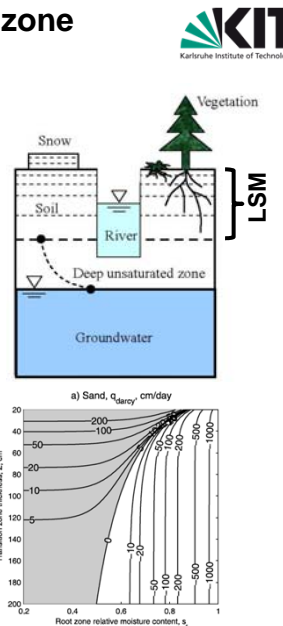 zone
KIT
Karlsruhe Institute of Technol
Vegetation
Snow
Soil
River
LSM
Deep unsaturated zone
Groundwater
a) Sand, q_darcy, cm/day
20
40
60
80
100
120
140
160
180
200
0.2 0.4 0.6 0.8 1
Root zone relative moisture content, s
-200
-100
-50
-20
-10
-5
0
-10
-20
-50
-100
-200
-500
-1000